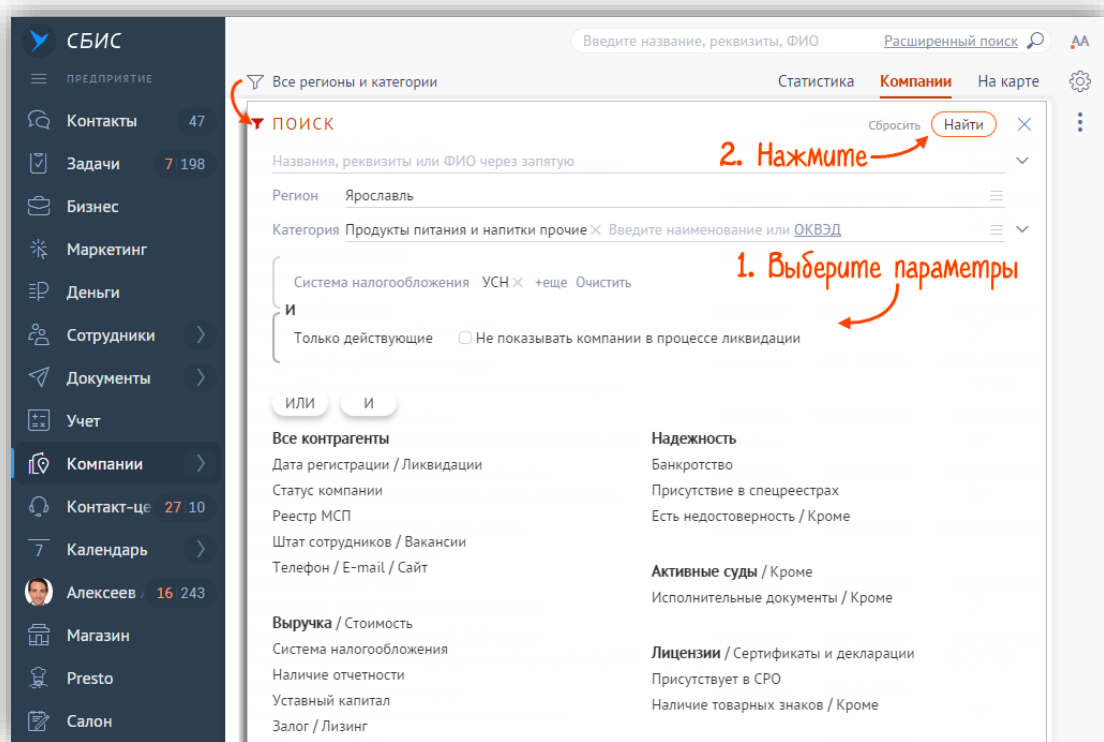 СБИС
Введите название, реквизиты, ФИО Расширенный поиск
АА
ПРЕДПРИЯТИЕ
Все регионы и категории
Статистика Компании На карте
Контакты 47
Задачи 7 198
Бизнес
Маркетинг
Деньги
Сотрудники
Документы
Учет
Компании
Контакт-це 27 10
7 Календарь
Алексеев 16 243
Магазин
Presto
Салон
ПОИСК
Сбросить Найти
2. Нажмите
Названия, реквизиты или ФИО через запятую
Регион Ярославль
Категория Продукты питания и напитки прочие Введите наименование или ОКВЭД
1. Выберите параметры
Система налогообложения УСН +еще Очистить
И
Только действующие Не показывать компании в процессе ликвидации
ИЛИ И
Все контрагенты
Дата регистрации / Ликвидации
Статус компании
Реестр МСП
Штат сотрудников / Вакансии
Телефон / E-mail / Сайт
Выручка / Стоимость
Система налогообложения
Наличие отчетности
Уставный капитал
Залог / Лизинг
Надежность
Банкротство
Присутствие в спецреестрах
Есть недостоверность / Кроме
Активные суды / Кроме
Исполнительные документы / Кроме
Лицензии / Сертификаты и декларации
Присутствует в СРО
Наличие товарных знаков / Кроме